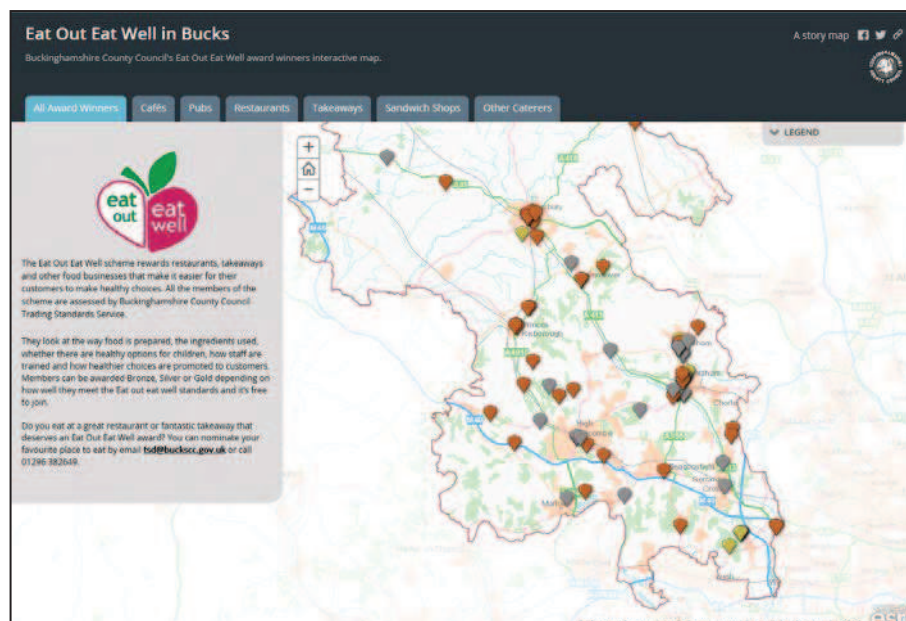 Eat Out Eat Well in Bucks
A story map
Buckinghamshire County Council's Eat Out Eat Well award winners interactive map.
All Award Winners
Cafés
Pubs
Restaurants
Takeaways
Sandwich Shops
Other Caterers
LEGEND
+
−
eat
out
eat
well
The Eat Out Eat Well scheme rewards restaurants, takeaways
and other food businesses that make it easier for their
customers to make healthy choices. All the members of the
scheme are assessed by Buckinghamshire County Council
Trading Standards Service.
They look at the way food is prepared, the ingredients used,
whether there are healthy options for children, how staff are
trained and how healthier choices are promoted to customers.
Members can be awarded Bronze, Silver or Gold depending on
how well they meet the Eat out eat well standards and it's free
to join.
Do you eat at a great restaurant or fantastic takeaway that
deserves an Eat Out Eat Well award? You can nominate your
favourite place to eat by email tsd@buckscc.gov.uk or call
01296 382649.
A 413
High
esri